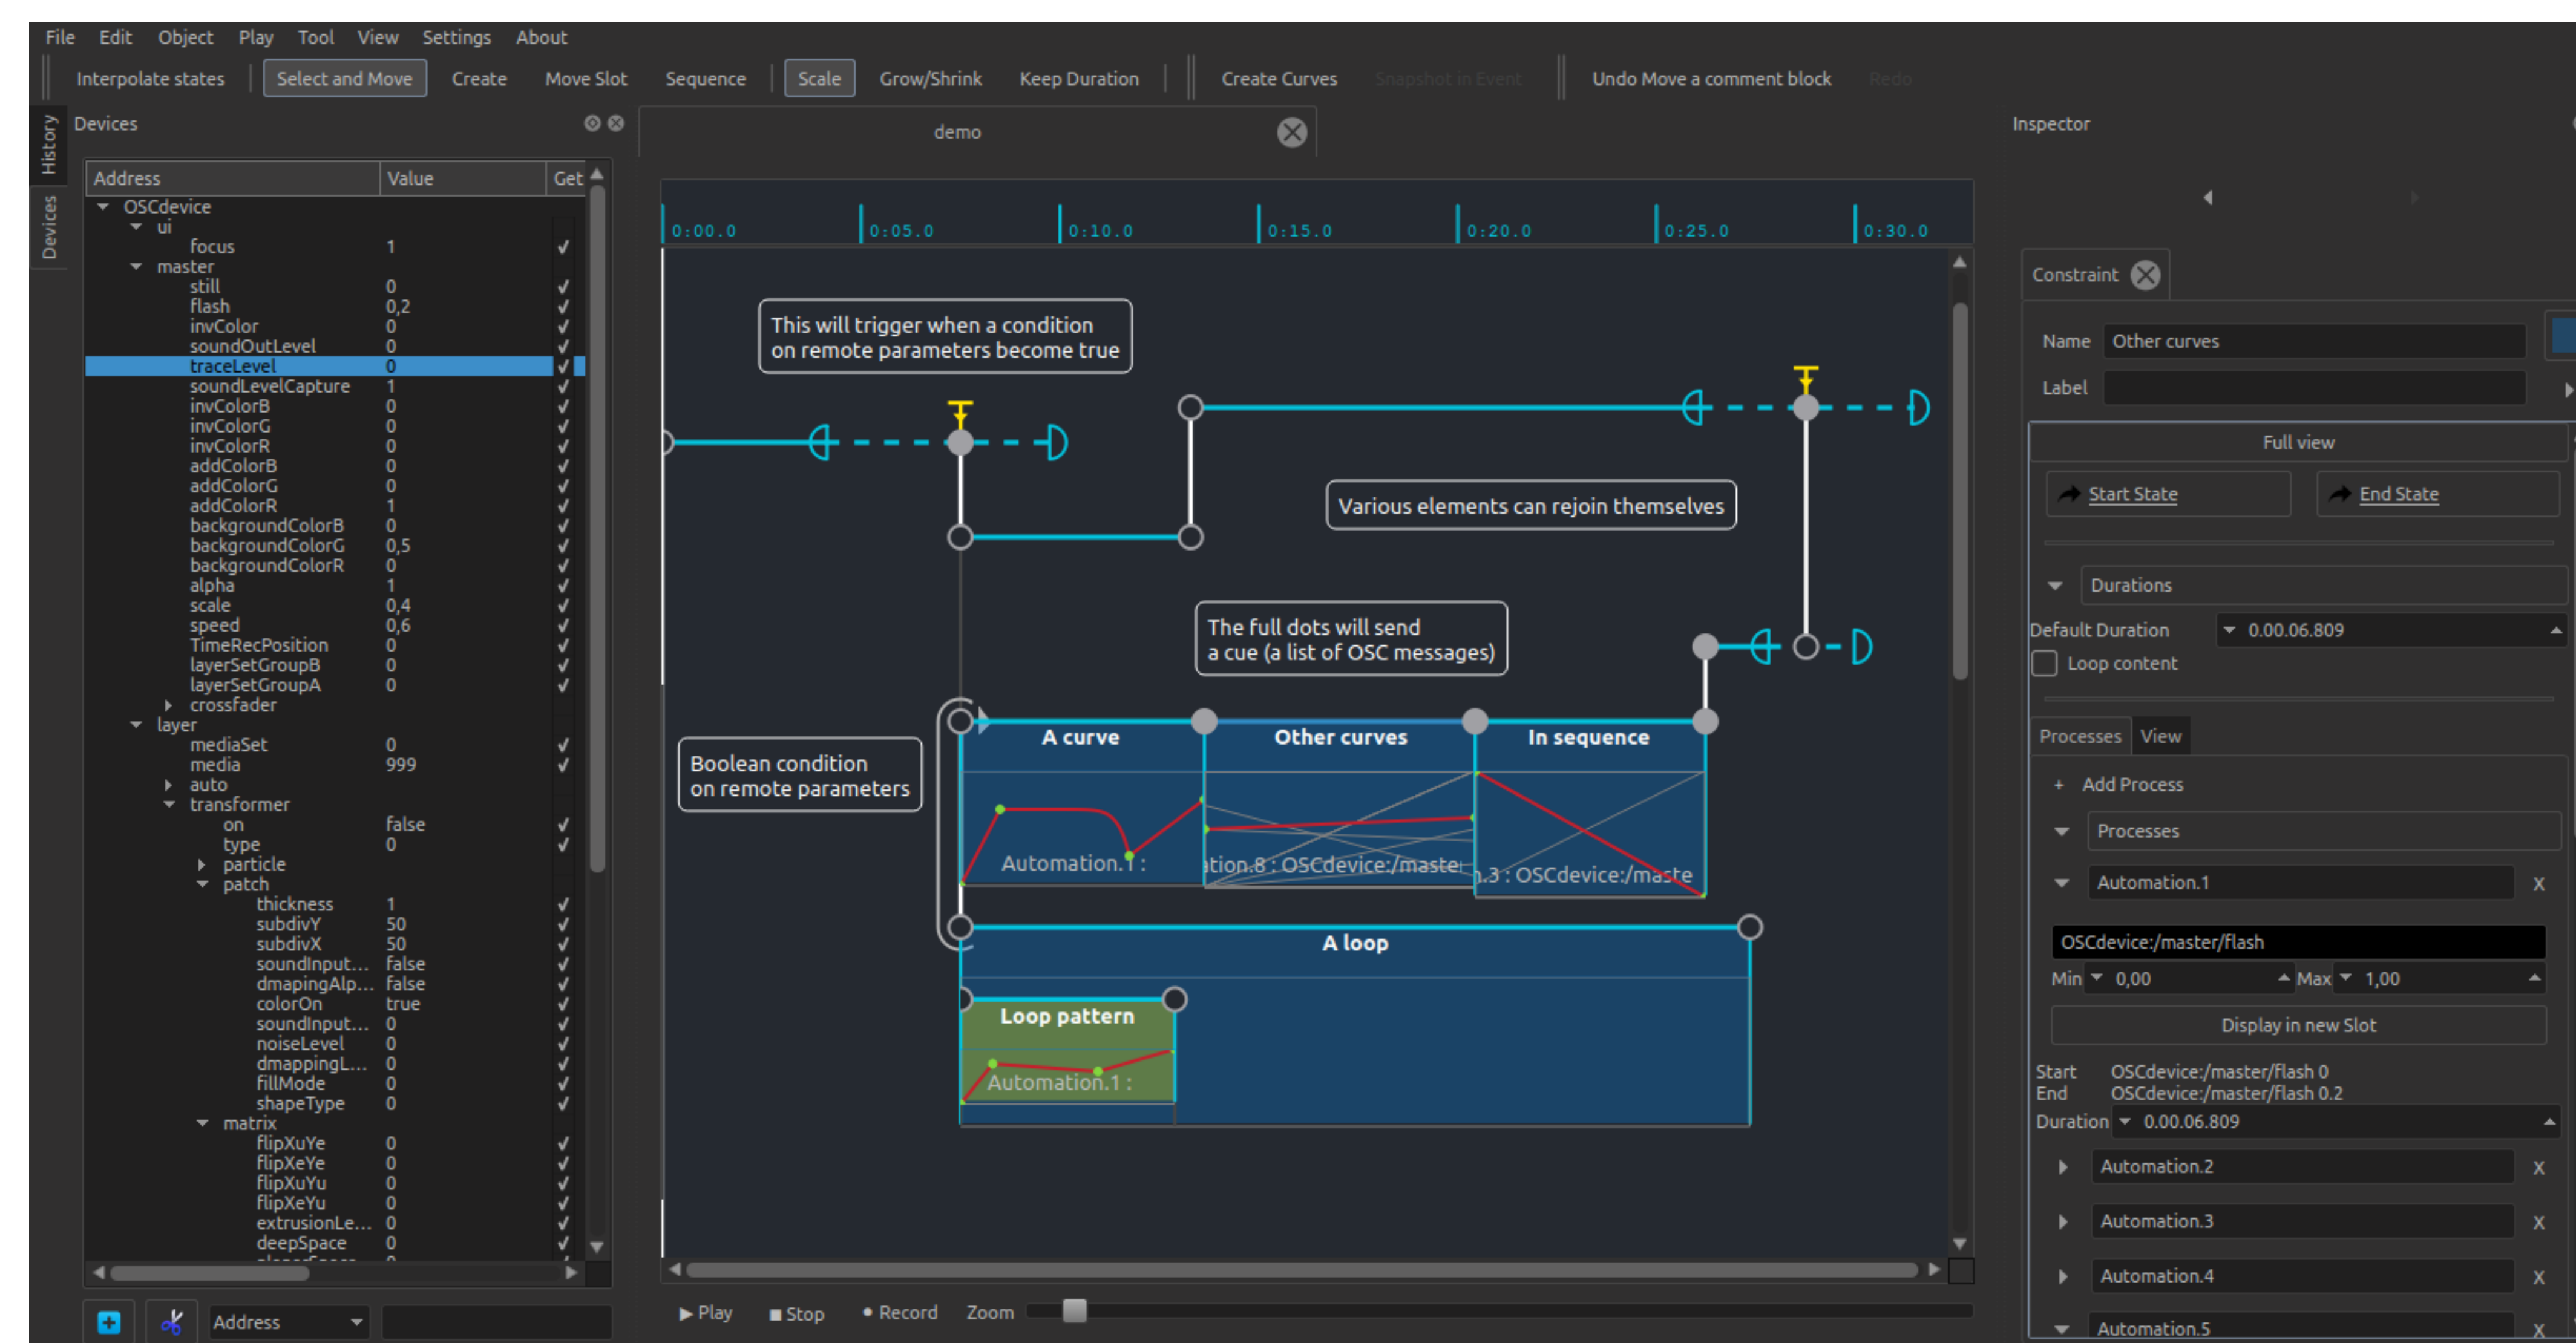 File Edit Object Play Tool View Settings About
Interpolate states Select and Move Create Move Slot Sequence Scale Grow/Shrink Keep Duration Create Curves Snapshot in Event Undo Move a comment block Redo
History
Devices
Devices
Address Value Get
OSCdevice
ui
focus 1
master
still 0
flash 0,2
invColor 0
soundOutLevel 0
traceLevel 0
soundLevelCapture 1
invColorB 0
invColorG 0
invColorR 0
addColorB 0
addColorG 0
addColorR 1
backgroundColorB 0
backgroundColorG 0,5
backgroundColorR 0
alpha 1
scale 0,4
speed 0,6
TimeRecPosition 0
layerSetGroupB 0
layerSetGroupA 0
crossfader
layer
mediaSet 0
media 999
auto
transformer
on false
type 0
particle
patch
thickness 1
subdivY 50
subdivX 50
soundInput... false
dmapingAlp... false
colorOn true
soundInput... 0
noiseLevel 0
dmappingL... 0
fillMode 0
shapeType 0
matrix
flipXuYe 0
flipXeYe 0
flipXuYu 0
flipXeYu 0
extrusionLe... 0
deepSpace 0
Address
demo
0:00.0 0:05.0 0:10.0 0:15.0 0:20.0 0:25.0 0:30.0
This will trigger when a condition
on remote parameters become true
Various elements can rejoin themselves
The full dots will send
a cue (a list of OSC messages)
Boolean condition
on remote parameters
A curve Other curves In sequence
Automation.1 : ation.8 : OSCdevice:/master n.3 : OSCdevice:/maste
A loop
Loop pattern
Automation.1 :
Play Stop Record Zoom
Inspector
Constraint
Name Other curves
Label
Full view
Start State End State
Durations
Default Duration 0.00.06.809
Loop content
Processes View
+ Add Process
Processes
Automation.1 X
OSCdevice:/master/flash
Min 0,00 Max 1,00
Display in new Slot
Start OSCdevice:/master/flash 0
End OSCdevice:/master/flash 0.2
Duration 0.00.06.809
Automation.2 X
Automation.3 X
Automation.4 X
Automation.5 X